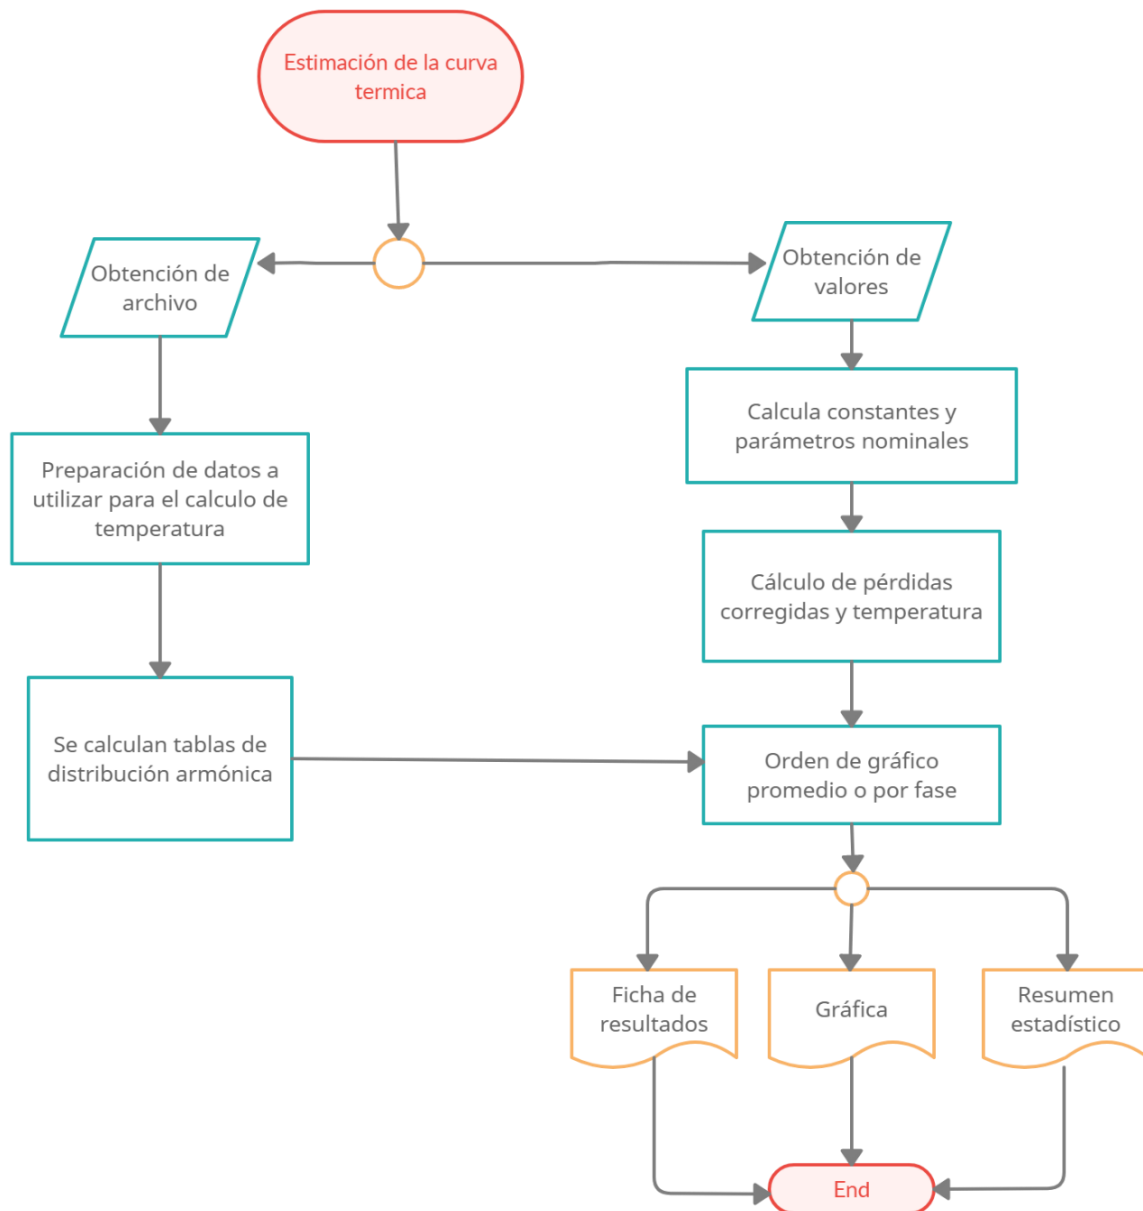 Estimación de la curva
termica
Obtención de
archivo
Obtención de
valores
Calcula constantes y
parámetros nominales
Preparación de datos a
utilizar para el calculo de
temperatura
Cálculo de pérdidas
corregidas y temperatura
Se calculan tablas de
distribución armónica
Orden de gráfico
promedio o por fase
Ficha de
resultados
Gráfica
Resumen
estadístico
End